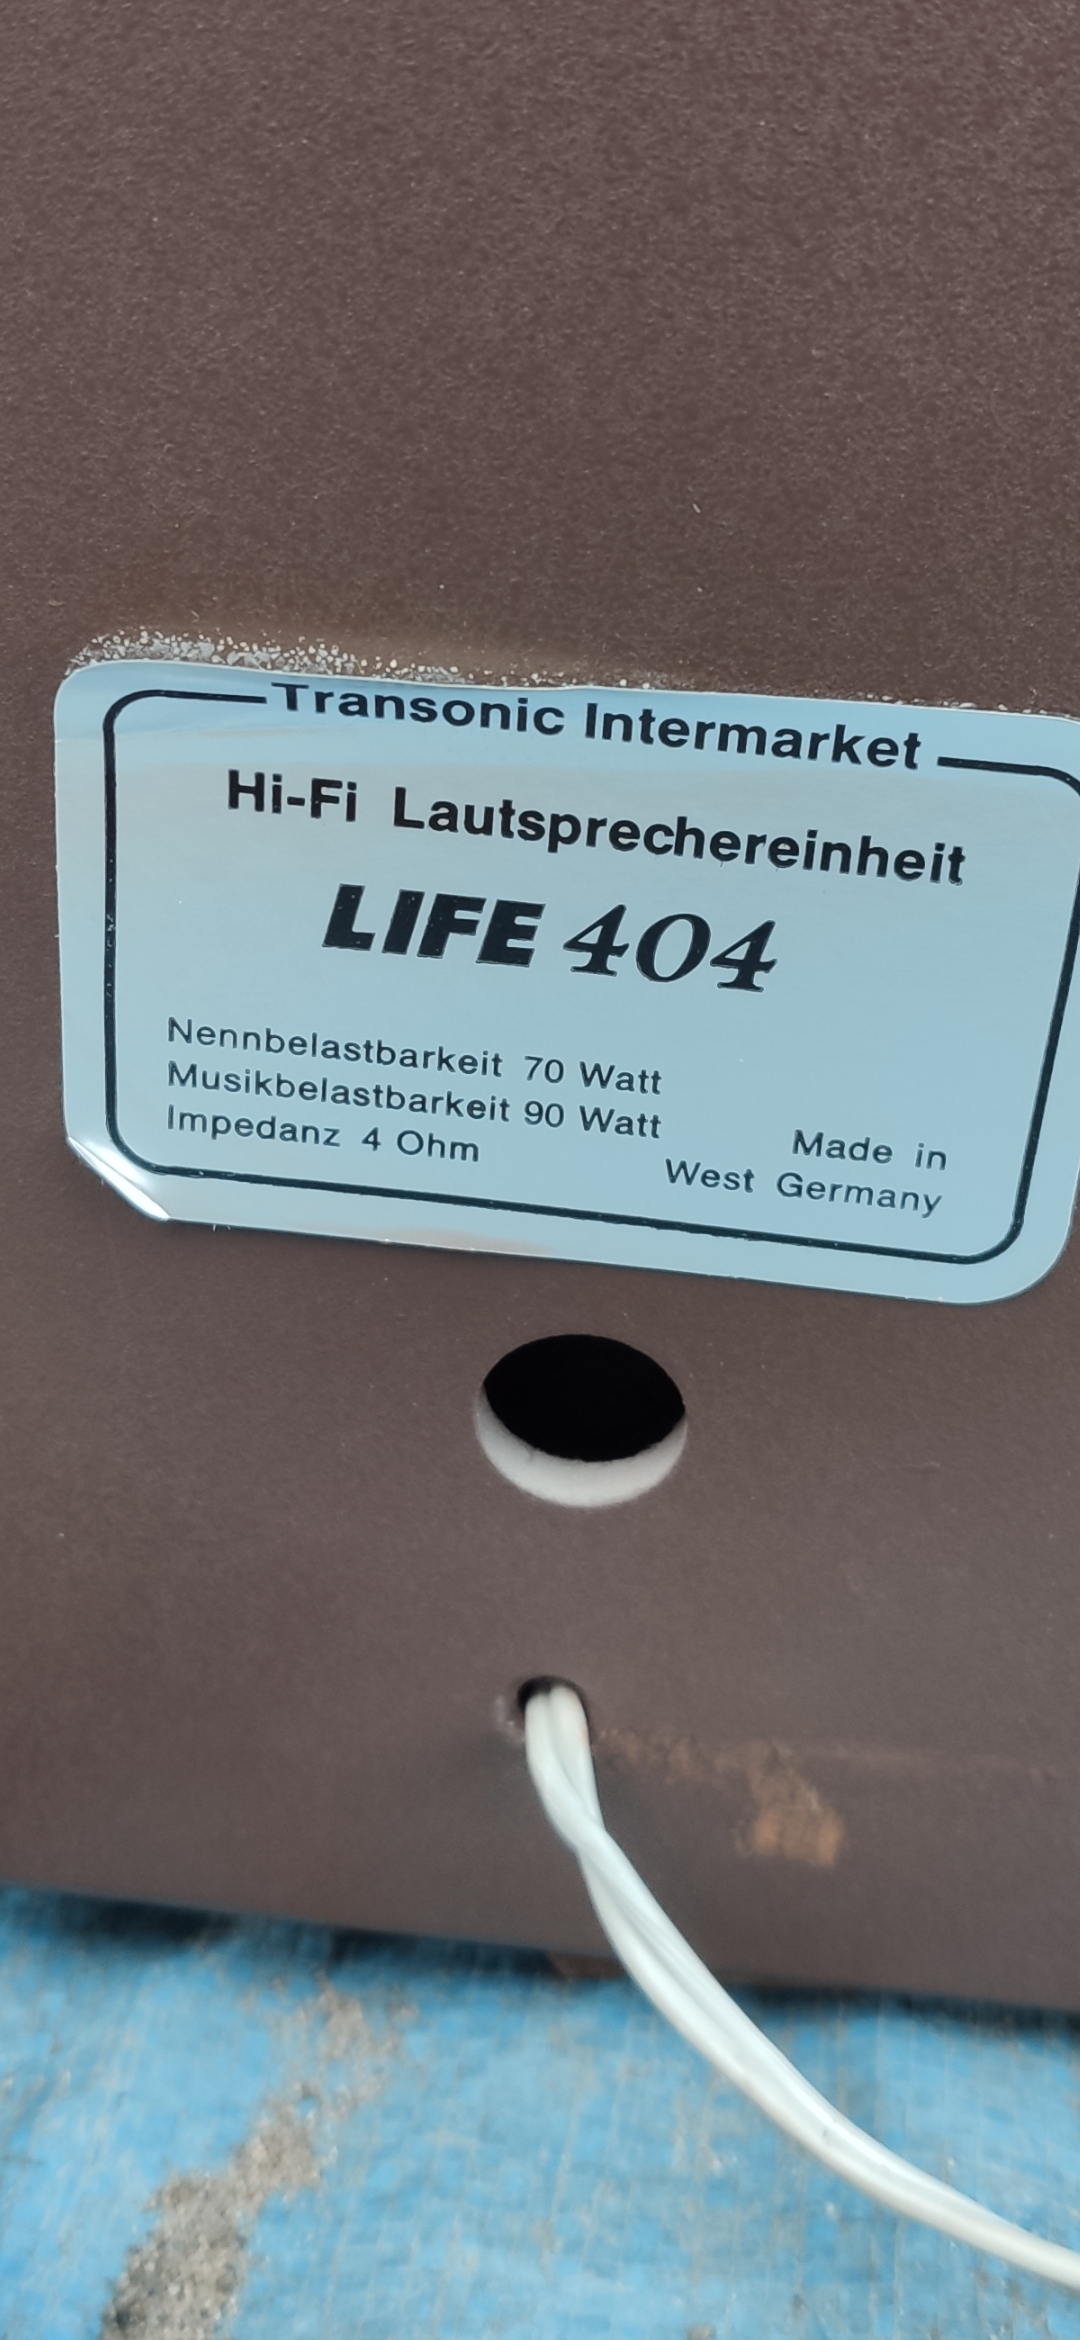 Transonic Intermarket
Hi-Fi Lautsprechereinheit
LIFE 404
Nennbelastbarkeit 70 Watt
Musikbelastbarkeit 90 Watt
Impedanz 4 Ohm
Made in
West Germany